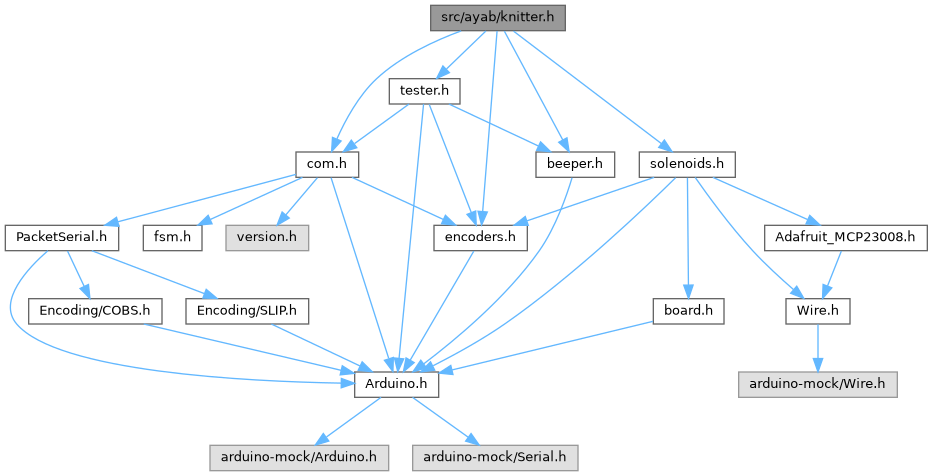 src/ayab/knitter.h
tester.h
com.h
beeper.h
solenoids.h
PacketSerial.h
fsm.h
version.h
encoders.h
Adafruit_MCP23008.h
Encoding/COBS.h
Encoding/SLIP.h
board.h
Wire.h
Arduino.h
arduino-mock/Wire.h
arduino-mock/Arduino.h
arduino-mock/Serial.h